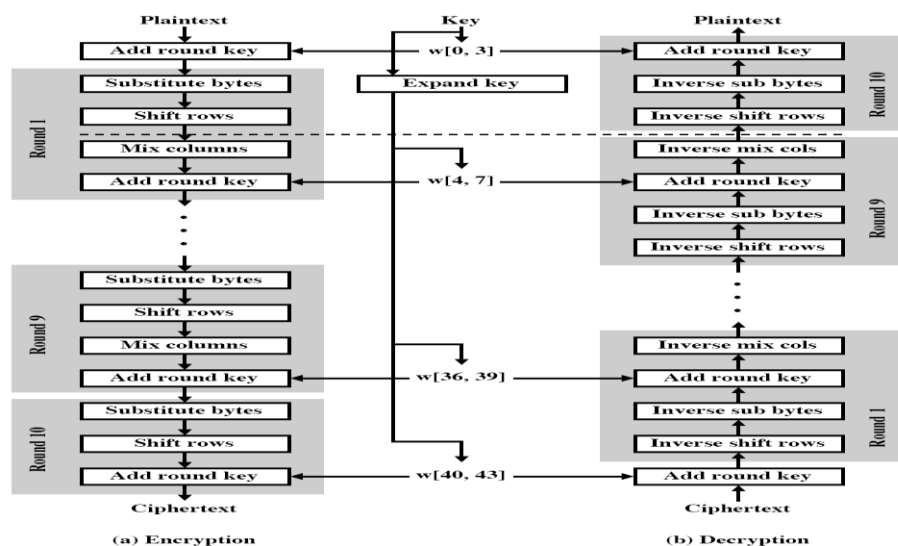 Plaintext
Key
Plaintext
Add round key
w[0, 3]
Add round key
Substitute bytes
Expand key
Inverse sub bytes
Round 10
Shift rows
Inverse shift rows
Round 1
Mix columns
Inverse mix cols
Add round key
w[4, 7]
Add round key
Round 9
Inverse sub bytes
Inverse shift rows
Substitute bytes
Shift rows
Round 9
Mix columns
Inverse mix cols
Add round key
w[36, 39]
Add round key
Substitute bytes
Inverse sub bytes
Round 1
Round 10
Shift rows
Inverse shift rows
Add round key
w[40, 43]
Add round key
Ciphertext
Ciphertext
(a) Encryption
(b) Decryption